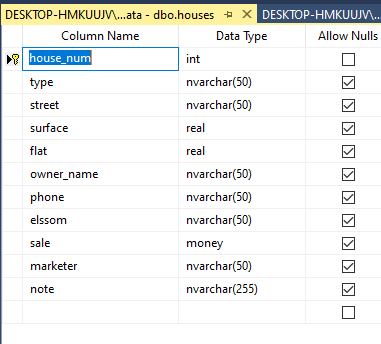 DESKTOP-HMKUUJV\...ata - dbo.houses DESKTOP-HMKUUJV\
Column Name Data Type Allow Nulls
house_num int
type nvarchar(50)
street nvarchar(50)
surface real
flat real
owner_name nvarchar(50)
phone nvarchar(50)
elssom nvarchar(50)
sale money
marketer nvarchar(50)
note nvarchar(255)